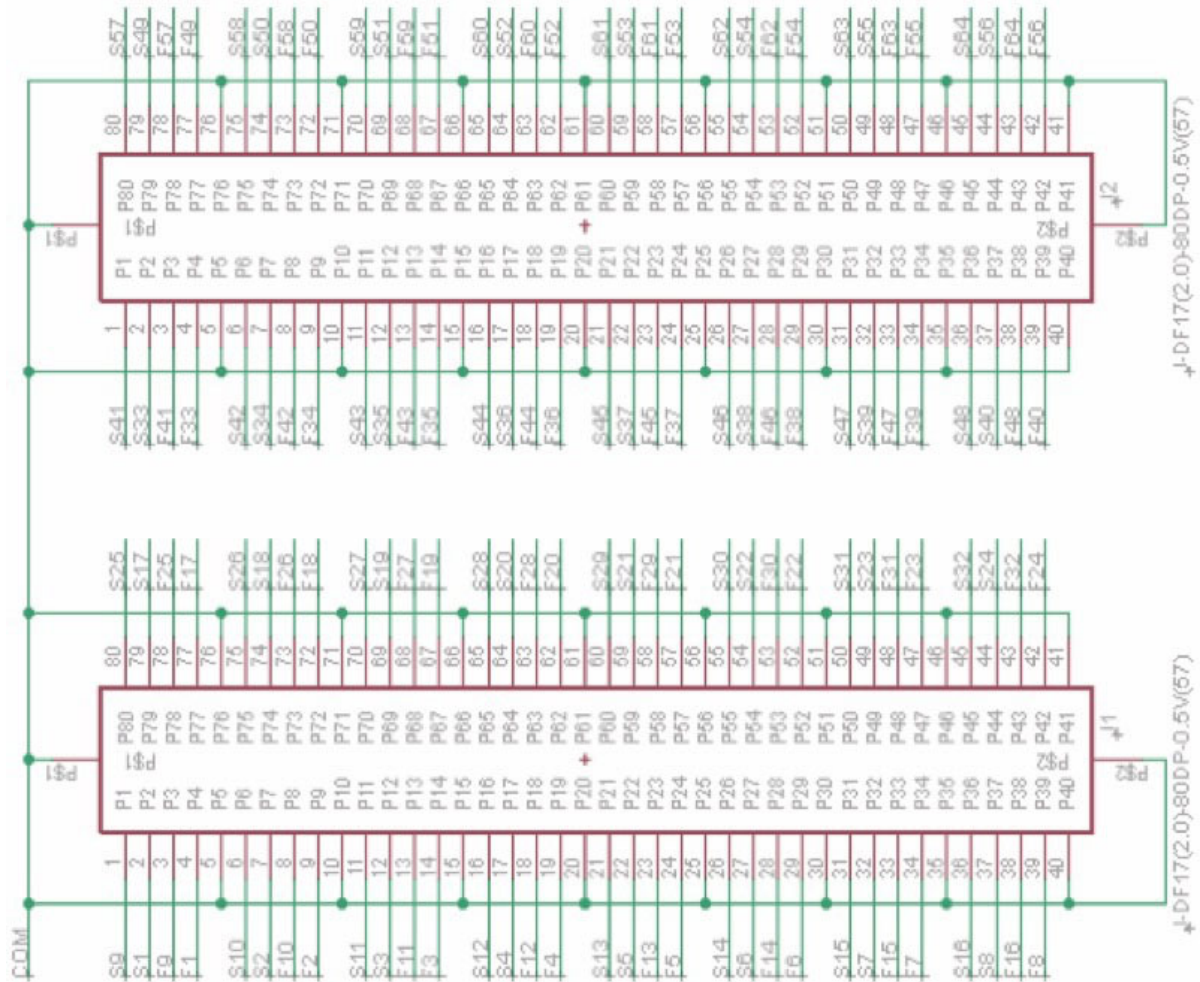 S57 S49 F57 F49 S58 S50 F58 F50 S59 S51 F59 F51 S60 S52 F60 F52 S61 S53 F61 F53 S62 S54 F62 F54 S63 S55 F63 F55 S64 S56 F64 F56
80 79 78 77 76 75 74 73 72 71 70 69 68 67 66 65 64 63 62 61 60 59 58 57 56 55 54 53 52 51 50 49 48 47 46 45 44 43 42 41
P80 P79 P78 P77 P76 P75 P74 P73 P72 P71 P70 P69 P68 P67 P66 P65 P64 P63 P62 P61 P60 P59 P58 P57 P56 P55 P54 P53 P52 P51 P50 P49 P48 P47 P46 P45 P44 P43 P42 P41
P$1 P$1 P$2 P$2
J2
J-DF17(2.0)-80DP-0.5V(57)
P1 P2 P3 P4 P5 P6 P7 P8 P9 P10 P11 P12 P13 P14 P15 P16 P17 P18 P19 P20 P21 P22 P23 P24 P25 P26 P27 P28 P29 P30 P31 P32 P33 P34 P35 P36 P37 P38 P39 P40
1 2 3 4 5 6 7 8 9 10 11 12 13 14 15 16 17 18 19 20 21 22 23 24 25 26 27 28 29 30 31 32 33 34 35 36 37 38 39 40
S41 S33 F41 F33 S42 S34 F42 F34 S43 S35 F43 F35 S44 S36 F44 F36 S45 S37 F45 F37 S46 F38 F46 F38 S47 S39 F47 F39 S48 S40 F48 F40
S25 S17 F25 F17 S26 S18 F26 F18 S27 S19 F27 F19 S28 S20 F28 F20 S29 S21 F29 F21 S30 S22 F30 F22 S31 S23 F31 F23 S32 S24 F32 F24
80 79 78 77 76 75 74 73 72 71 70 69 68 67 66 65 64 63 62 61 60 59 58 57 56 55 54 53 52 51 50 49 48 47 46 45 44 43 42 41
P80 P79 P78 P77 P76 P75 P74 P73 P72 P71 P70 P69 P68 P67 P66 P65 P64 P63 P62 P61 P60 P59 P58 P57 P56 P55 P54 P53 P52 P51 P50 P49 P48 P47 P46 P45 P44 P43 P42 P41
P$1 P$1 P$2 P$2
J1
J-DF17(2.0)-80DP-0.5V(57)
P1 P2 P3 P4 P5 P6 P7 P8 P9 P10 P11 P12 P13 P14 P15 P16 P17 P18 P19 P20 P21 P22 P23 P24 P25 P26 P27 P28 P29 P30 P31 P32 P33 P34 P35 P36 P37 P38 P39 P40
1 2 3 4 5 6 7 8 9 10 11 12 13 14 15 16 17 18 19 20 21 22 23 24 25 26 27 28 29 30 31 32 33 34 35 36 37 38 39 40
COM
S9 S1 F9 F1 S10 S2 F10 F2 S11 S3 F11 F3 S12 S4 F12 F4 S13 S5 F13 F5 S14 S6 F14 F6 S15 S7 F15 F7 S16 S8 F16 F8